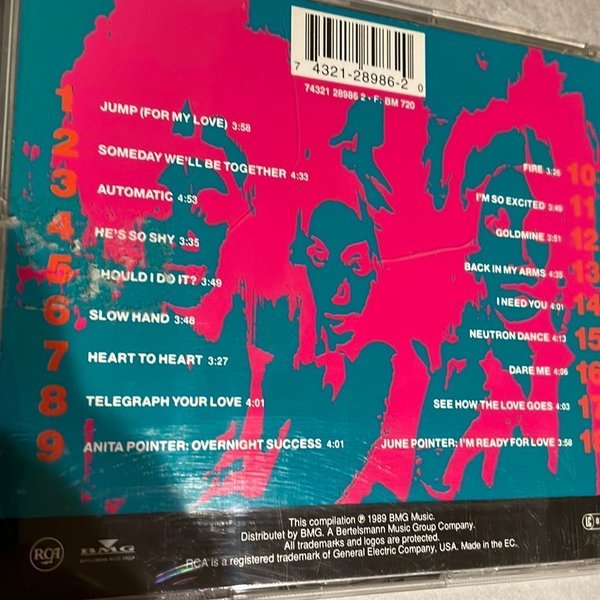 7 4321-28986-2 0
74321 28986 2 • F: BM 720
1 JUMP (FOR MY LOVE) 3:58
2 SOMEDAY WE'LL BE TOGETHER 4:33
3 AUTOMATIC 4:53
4 HE'S SO SHY 3:35
5 SHOULD I DO IT? 3:49
6 SLOW HAND 3:48
7 HEART TO HEART 3:27
8 TELEGRAPH YOUR LOVE 4:01
9 ANITA POINTER: OVERNIGHT SUCCESS 4:01
FIRE 3:26 10
I'M SO EXCITED 3:49 11
GOLDMINE 3:51 12
BACK IN MY ARMS 4:35 13
I NEED YOU 4:01 14
NEUTRON DANCE 4:13 15
DARE ME 4:06 16
SEE HOW THE LOVE GOES 4:03 17
JUNE POINTER: I'M READY FOR LOVE 3:58 18
This compilation ℗ 1989 BMG Music.
Distributet by BMG. A Bertelsmann Music Group Company.
All trademarks and logos are protected.
RCA is a registered trademark of General Electric Company, USA. Made in the EC.
RCA
BMG
LC